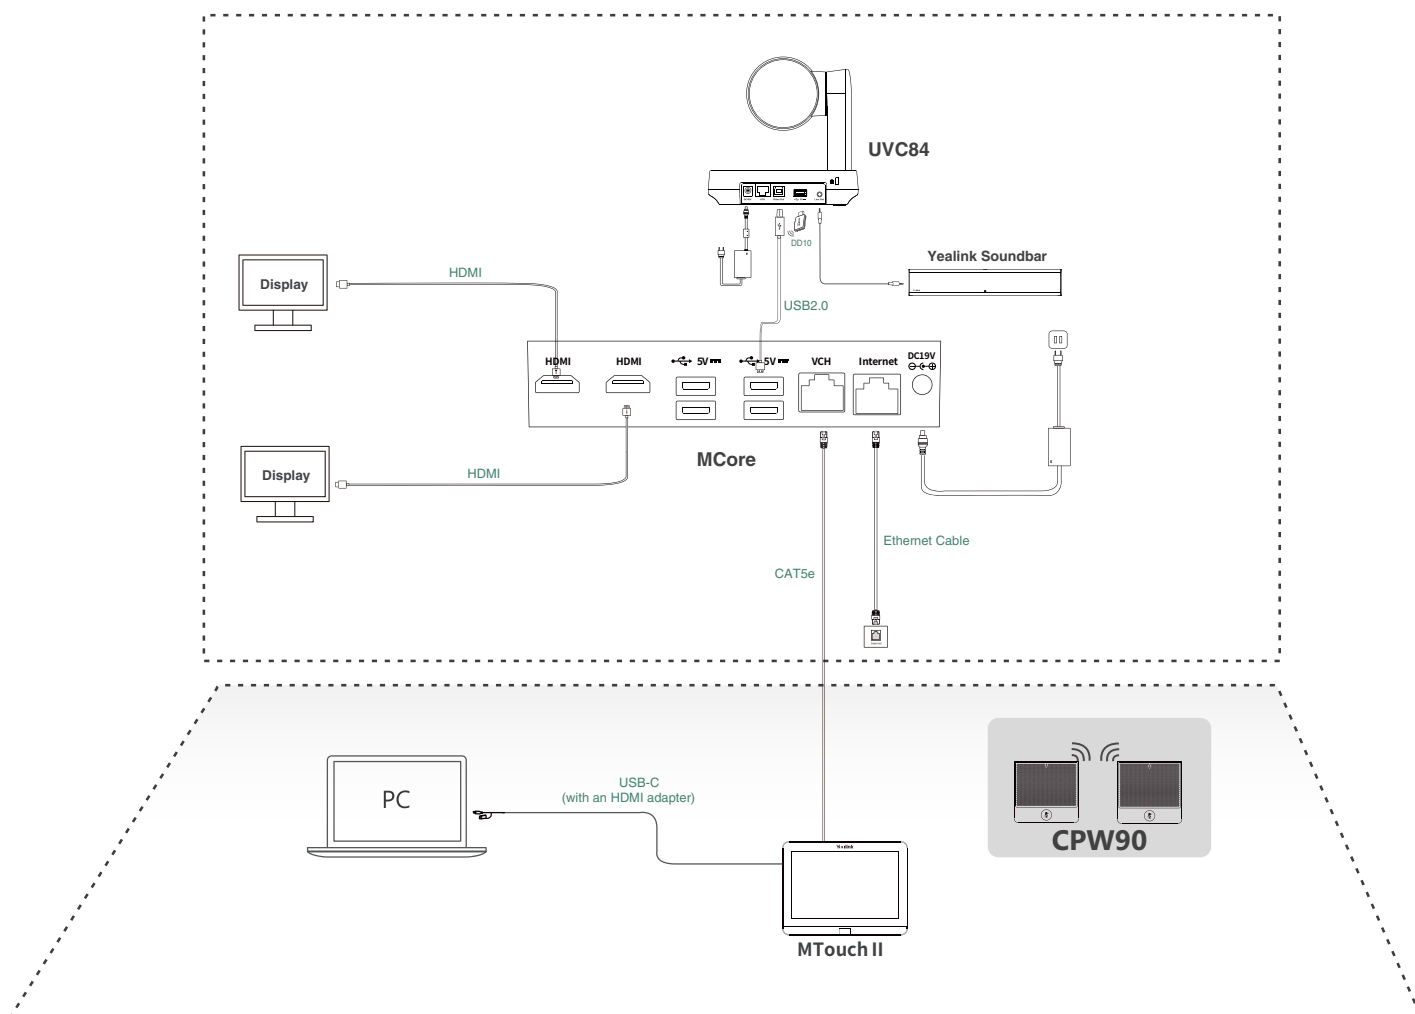 UVC84
DD10
Yealink Soundbar
HDMI
Display
USB2.0
HDMI
HDMI
5V
5V
VCH
Internet
DC19V
MCore
Display
HDMI
Ethernet Cable
CAT5e
USB-C
(with an HDMI adapter)
PC
CPW90
Yealink
MTouch II